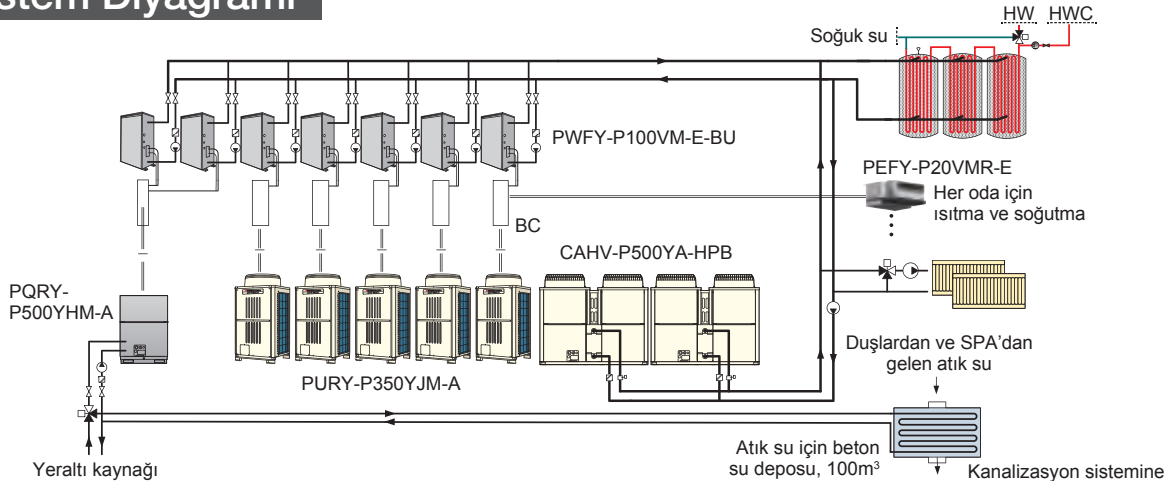 stem Diyagramı
HW
HWC
Soğuk su
PWFY-P100VM-E-BU
PEFY-P20VMR-E
Her oda için
ısıtma ve soğutma
BC
CAHV-P500YA-HPB
PQRY-
P500YHM-A
PURY-P350YJM-A
Duşlardan ve SPA'dan
gelen atık su
Atık su için beton
su deposu, 100m³
Yeraltı kaynağı
Kanalizasyon sistemine